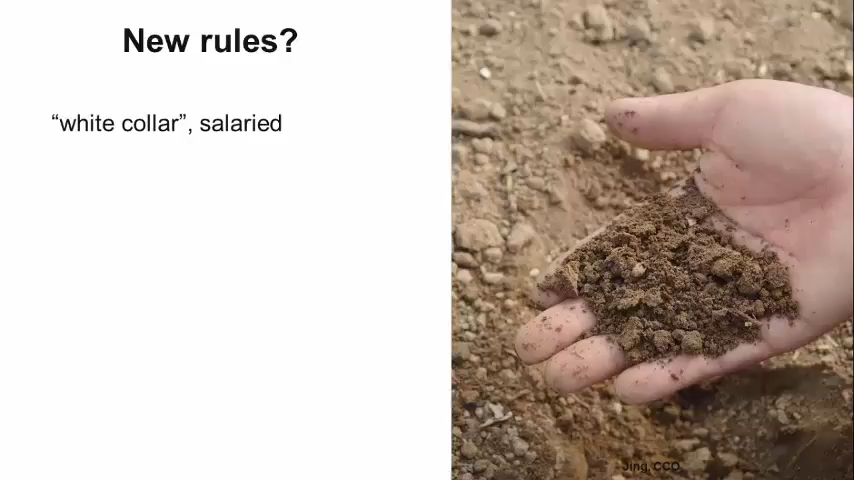 New rules?
“white collar”, salaried
Jing, CC0